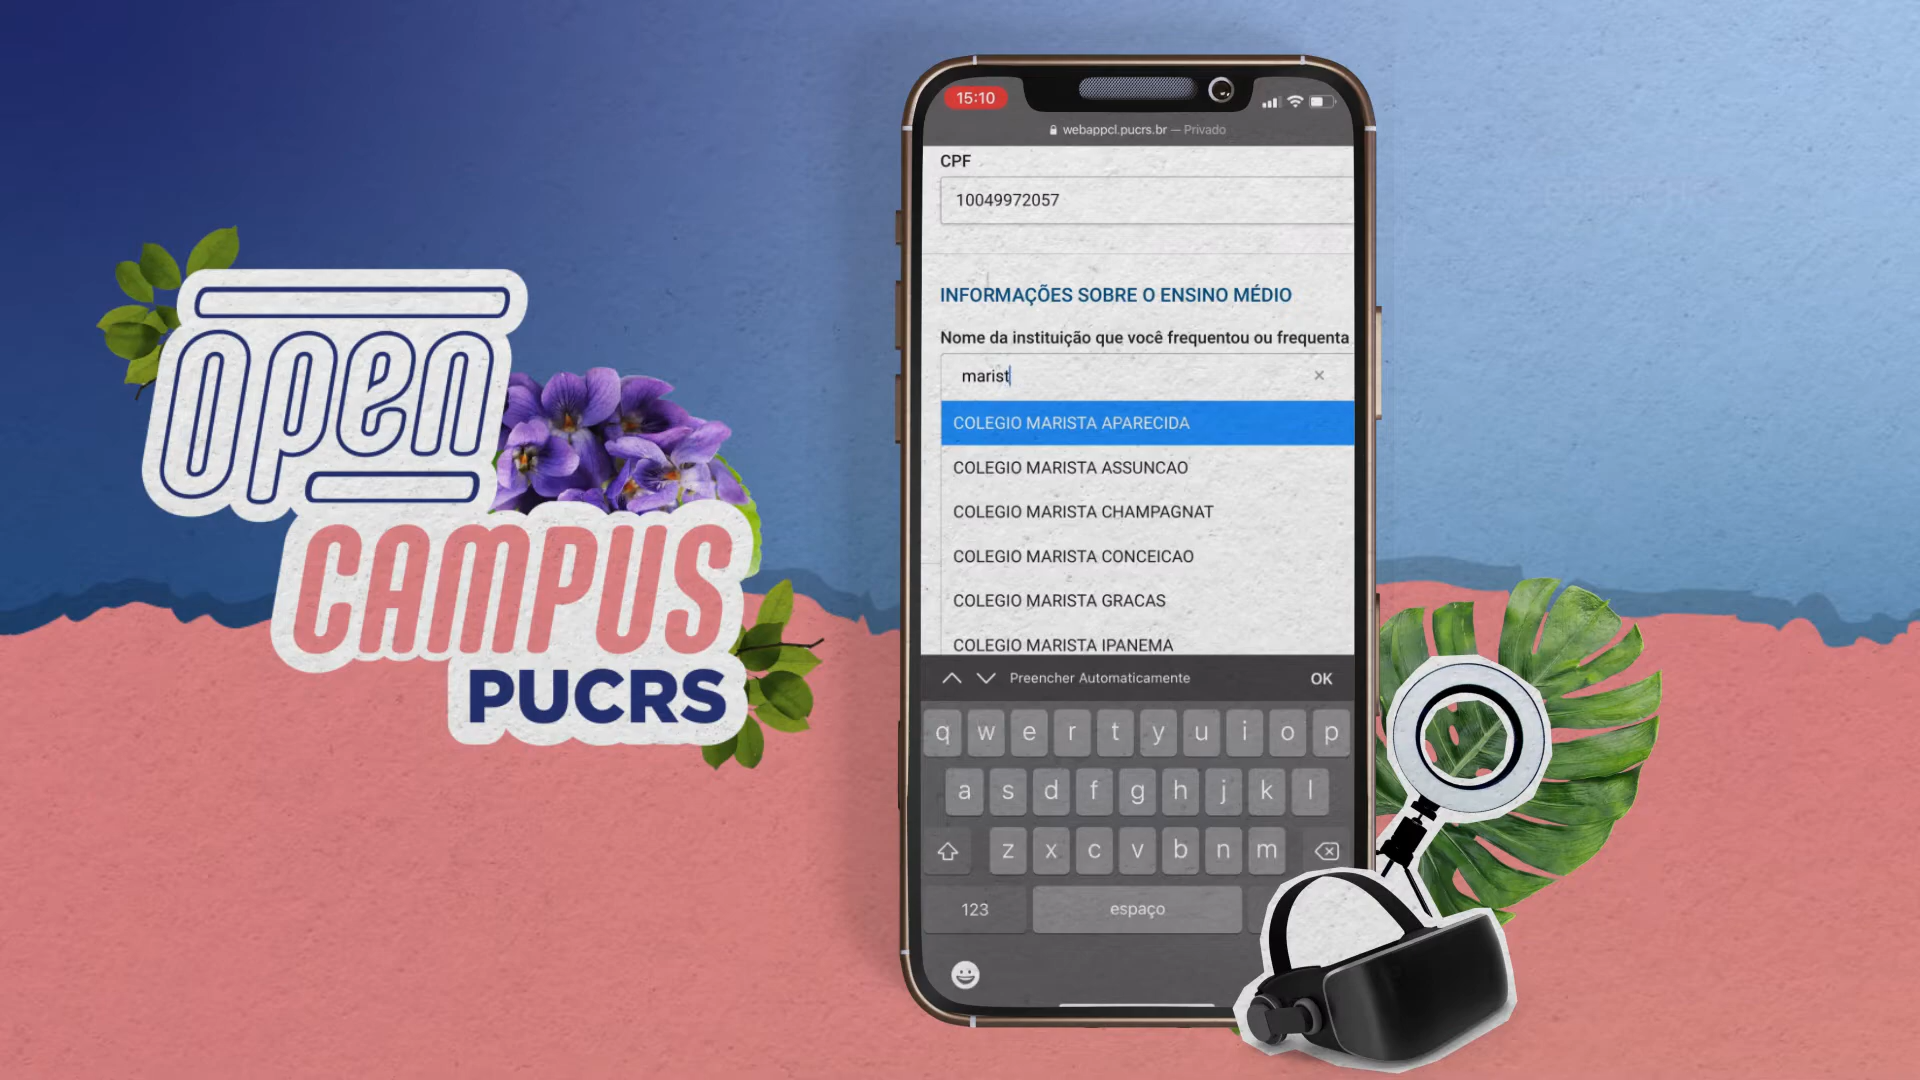 open
CAMPUS
PUCRS
15:10
webappcl.pucrs.br — Privado
CPF
10049972057
INFORMAÇÕES SOBRE O ENSINO MÉDIO
Nome da instituição que você frequentou ou frequenta
marist
COLEGIO MARISTA APARECIDA
COLEGIO MARISTA ASSUNCAO
COLEGIO MARISTA CHAMPAGNAT
COLEGIO MARISTA CONCEICAO
COLEGIO MARISTA GRACAS
COLEGIO MARISTA IPANEMA
Preencher Automaticamente OK
q w e r t y u i o p
a s d f g h j k l
z x c v b n m
123 espaço